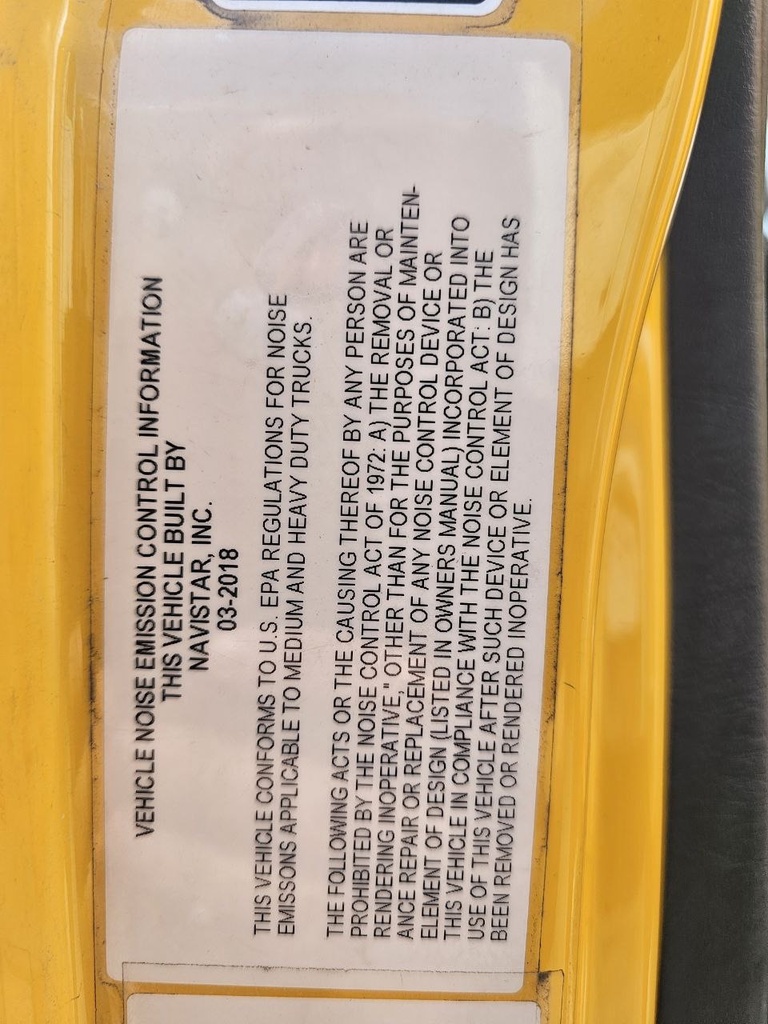 VEHICLE NOISE EMISSION CONTROL INFORMATION
THIS VEHICLE BUILT BY
NAVISTAR, INC.
03-2018
THIS VEHICLE CONFORMS TO U.S. EPA REGULATIONS FOR NOISE
EMISSONS APPLICABLE TO MEDIUM AND HEAVY DUTY TRUCKS.
THE FOLLOWING ACTS OR THE CAUSING THEREOF BY ANY PERSON ARE
PROHIBITED BY THE NOISE CONTROL ACT OF 1972: A) THE REMOVAL OR
RENDERING INOPERATIVE," OTHER THAN FOR THE PURPOSES OF MAINTEN-
ANCE REPAIR OR REPLACEMENT OF ANY NOISE CONTROL DEVICE OR
ELEMENT OF DESIGN (LISTED IN OWNERS MANUAL) INCORPORATED INTO
THIS VEHICLE IN COMPLIANCE WITH THE NOISE CONTROL ACT: B) THE
USE OF THIS VEHICLE AFTER SUCH DEVICE OR ELEMENT OF DESIGN HAS
BEEN REMOVED OR RENDERED INOPERATIVE.